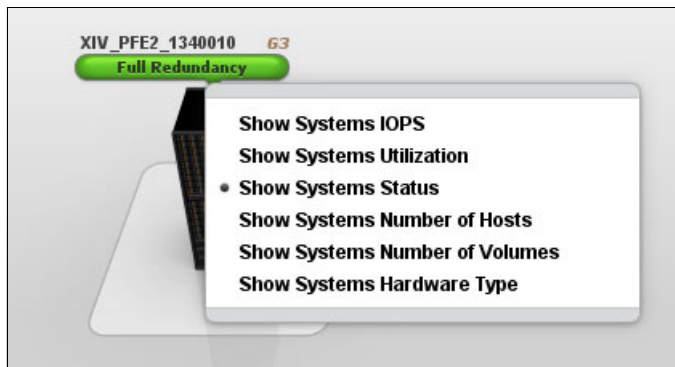 XIV_PFE2_1340010 G3
Full Redundancy
Show Systems IOPS
Show Systems Utilization
Show Systems Status
Show Systems Number of Hosts
Show Systems Number of Volumes
Show Systems Hardware Type